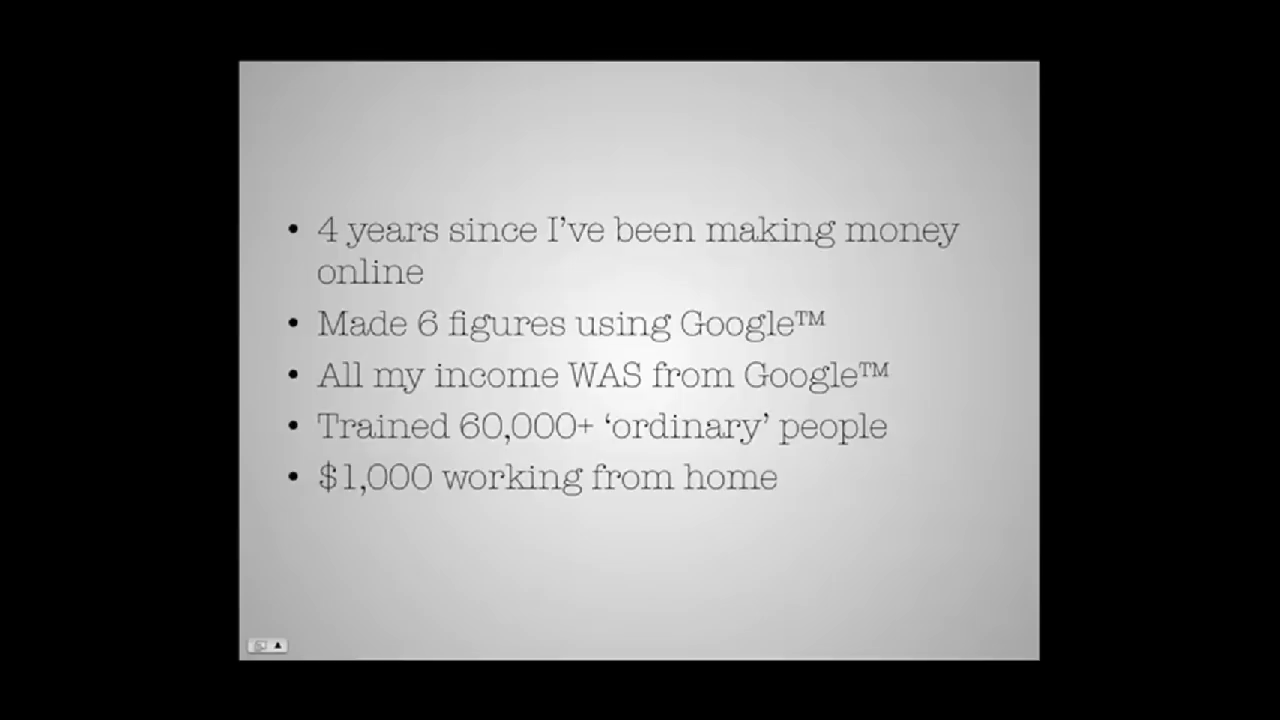 • 4 years since I’ve been making money
online
• Made 6 figures using Google™
• All my income WAS from Google™
• Trained 60,000+ ‘ordinary’ people
• $1,000 working from home